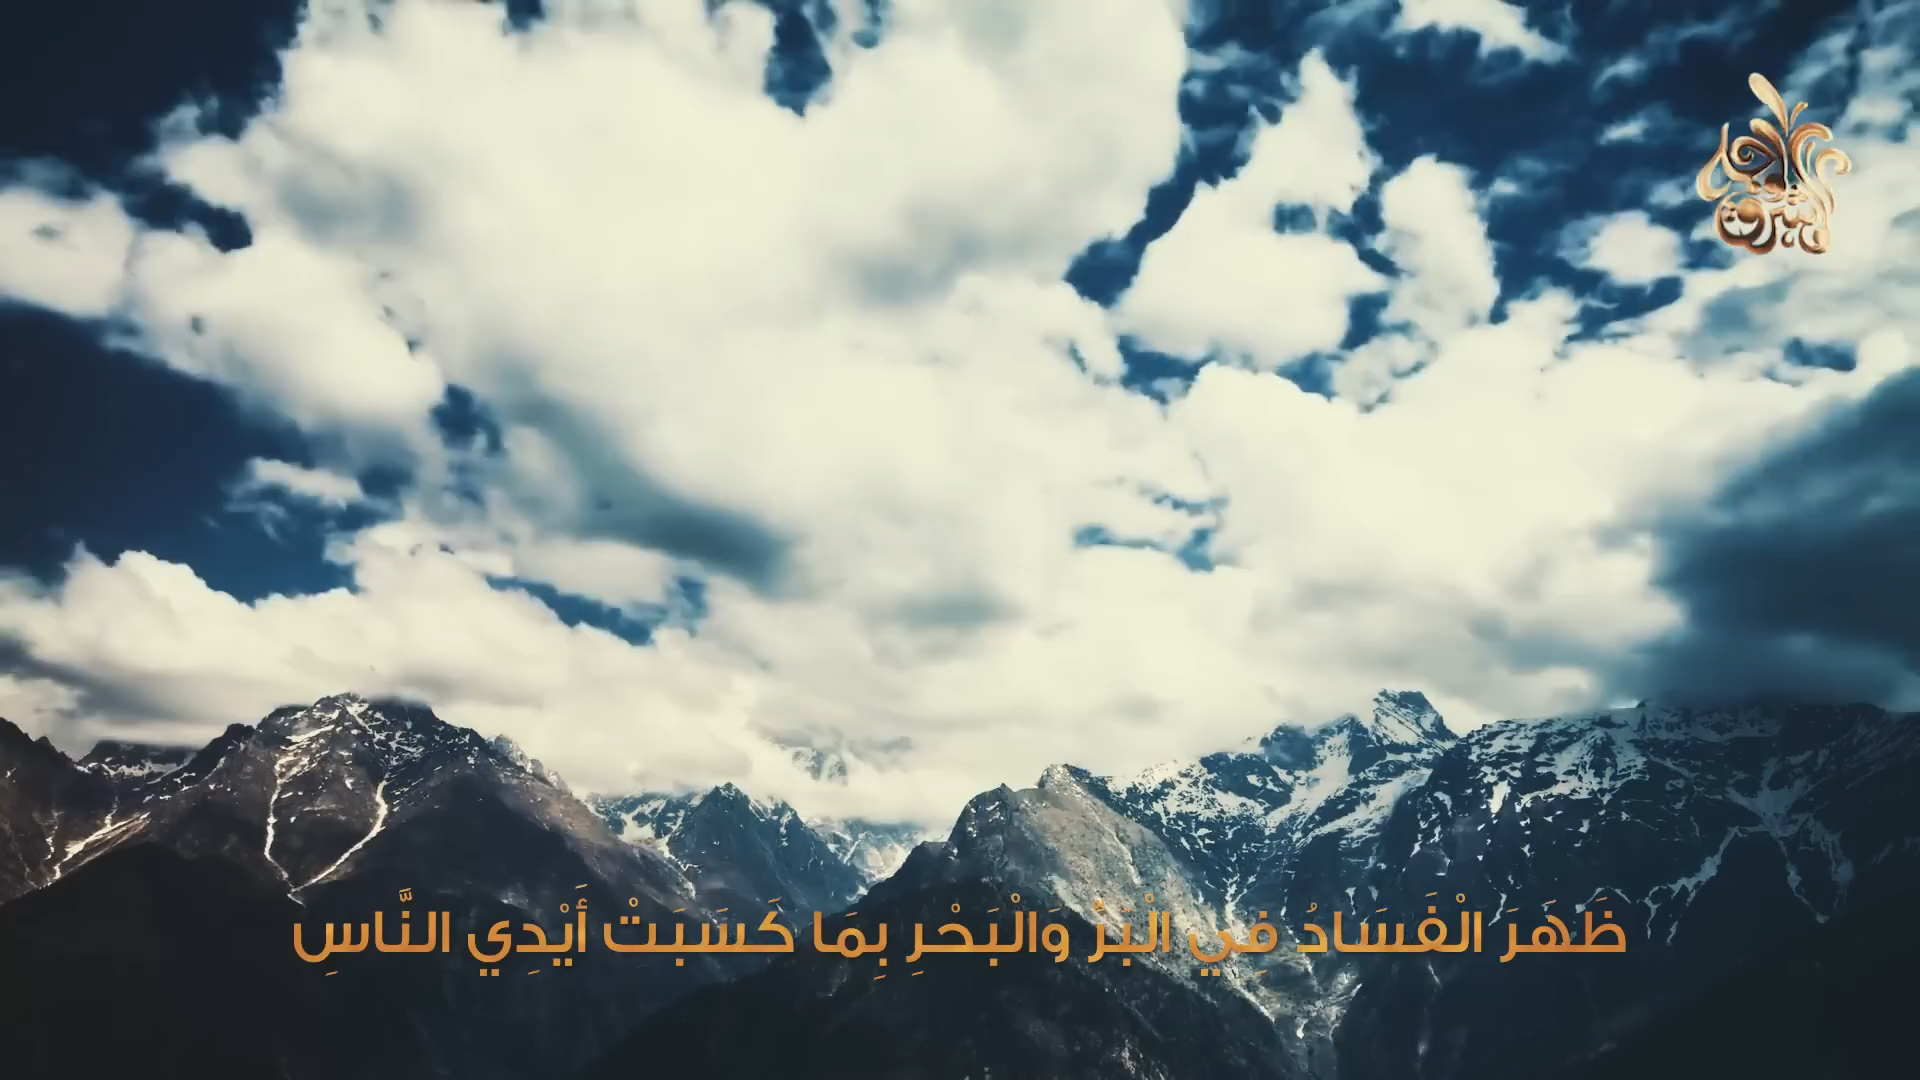 ظَهَرَ الْفَسَادُ فِي الْبَرِّ وَالْبَحْرِ بِمَا كَسَبَتْ أَيْدِي النَّاسِ